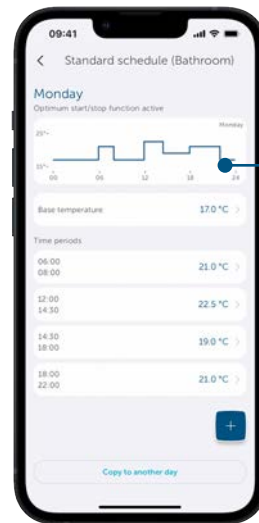 09:41
Standard schedule (Bathroom)
Monday
Optimum start/stop function active
Monday
25°-
15°-
00 06 12 18 24
Base temperature 17.0 °C
Time periods
06:00
08:00
21.0 °C
12:00
14:30
22.5 °C
14:30
18:00
19.0 °C
18:00
22:00
21.0 °C
+
Copy to another day